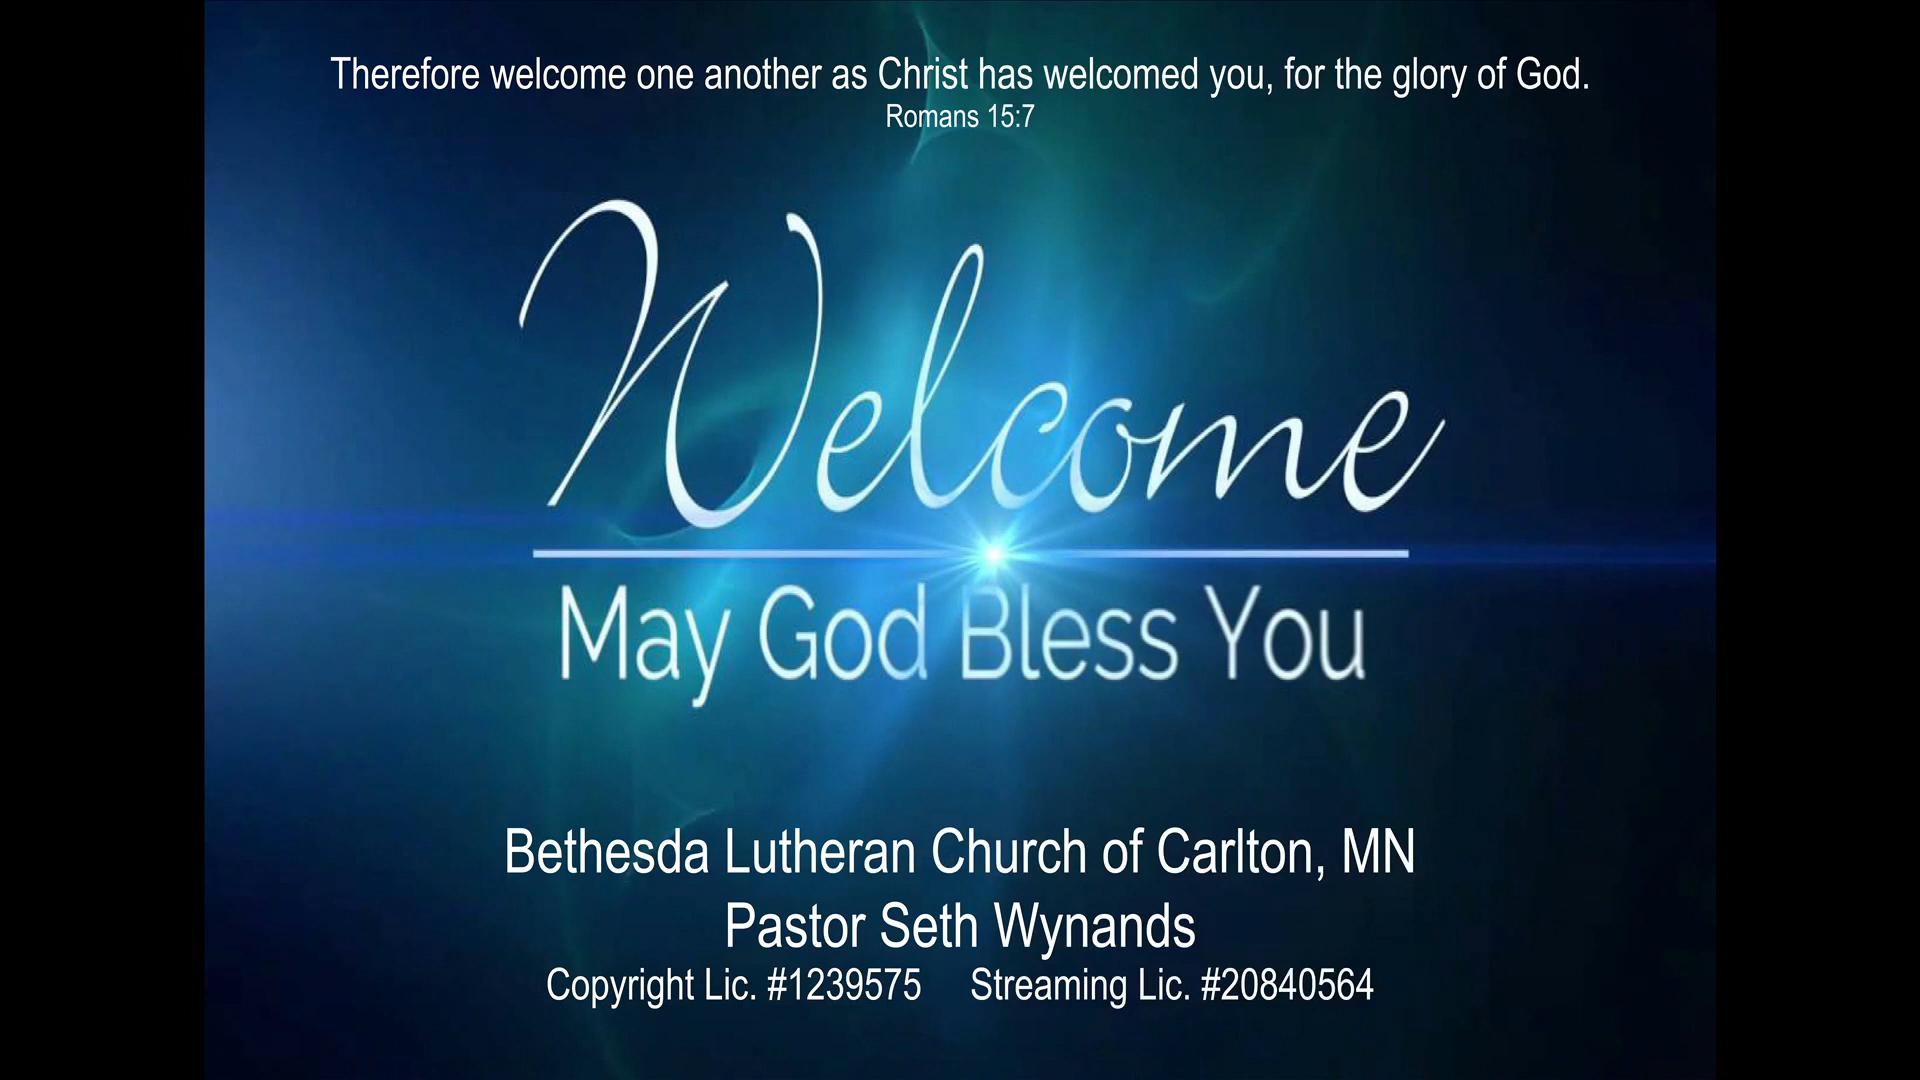 Therefore welcome one another as Christ has welcomed you, for the glory of God.
Romans 15:7
Welcome
May God Bless You
Bethesda Lutheran Church of Carlton, MN
Pastor Seth Wynands
Copyright Lic. #1239575 Streaming Lic. #20840564